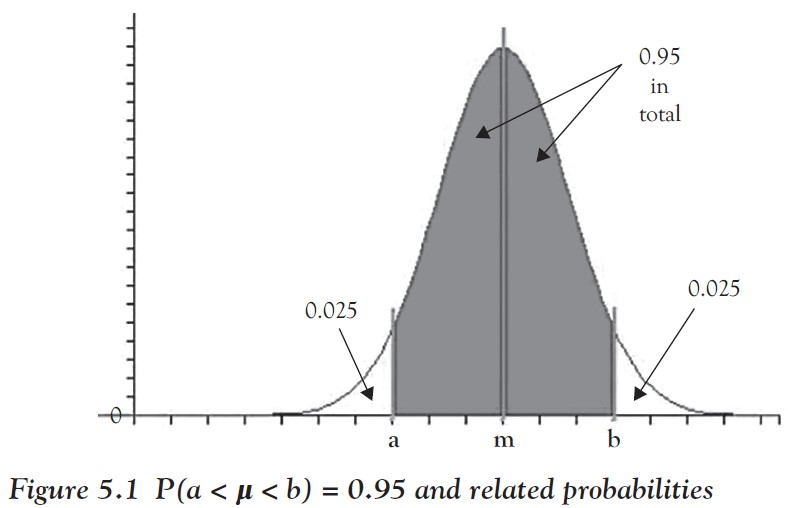 0.95
in
total
0.025
0.025
0
a m b
Figure 5.1 P(a < μ < b) = 0.95 and related probabilities